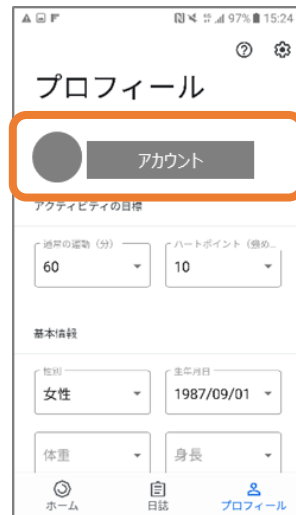 97% 15:24
プロフィール
アカウント
アクティビティの目標
通常の運動（分）
ハートポイント（強め…
60
10
基本情報
性別
生年月日
女性
1987/09/01
体重
身長
ホーム
日誌
プロフィール